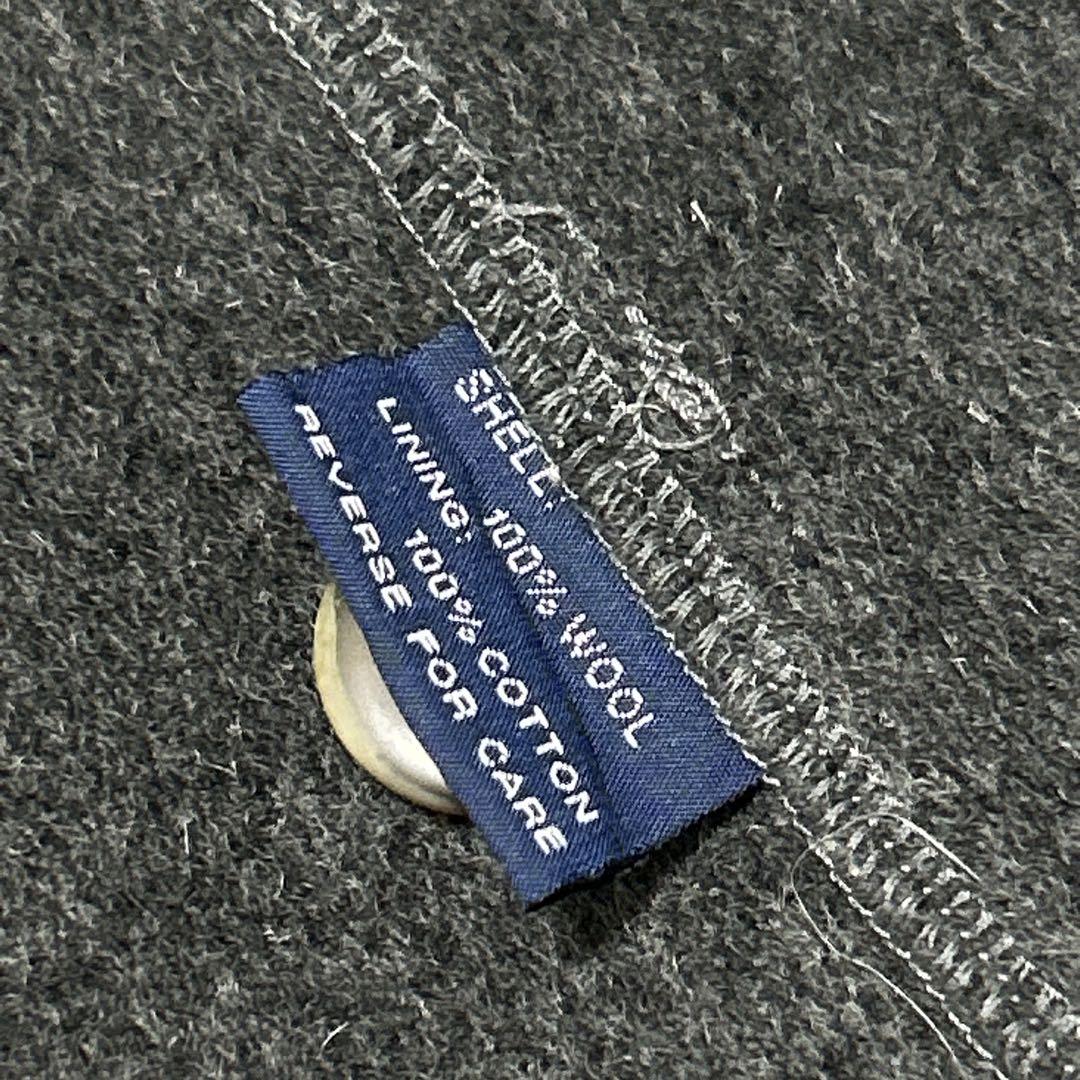 SHELL:
100% WOOL
LINING:
100% COTTON
REVERSE FOR CARE